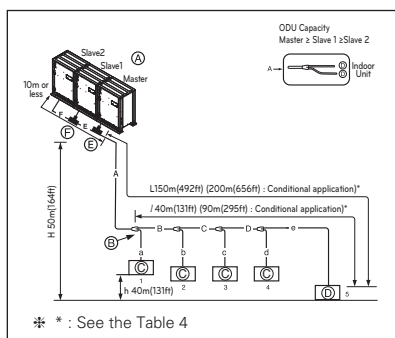 ODU Capacity
Master ≥ Slave 1 ≥Slave 2
Slave2
Slave1
Master
A
A
D
D
Indoor
Unit
10m or
less
F
E
F
E
A
H 50m(164ft)
L150m(492ft) (200m(656ft) : Conditional application)*
l 40m(131ft) (90m(295ft) : Conditional application)*
B
B
C
D
e
a
b
c
d
C
C
C
C
D
1
2
3
4
5
h 40m(131ft)
※ * : See the Table 4